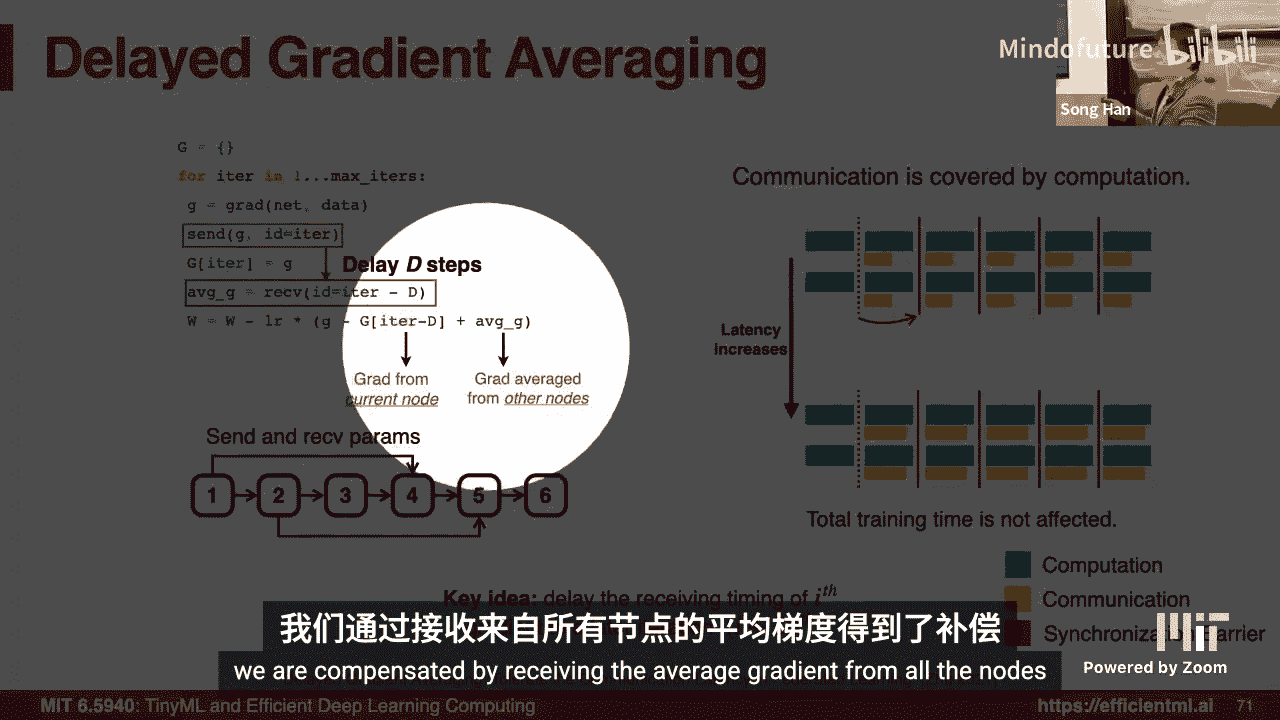 Delayed Gradient Averaging
Mindofuture bilibili
Song Han
G = {}
for iter in 1...max_iters:
g = grad(net, data)
send(g, id=iter)
G[iter] = g
Delay D steps
avg_g = recv(id=iter - D)
W = W - lr * (g - G[iter-D] + avg_g)
Grad from
current node
Grad averaged
from other nodes
Send and recv params
1
2
3
4
5
6
Communication is covered by computation.
Latency
increases
Total training time is not affected.
Computation
Communication
Synchronization Barrier
Key idea: delay the receiving timing of iᵗʰ
我们通过接收来自所有节点的平均梯度得到了补偿
we are compensated by receiving the average gradient from all the nodes
MIT
Powered by Zoom
MIT 6.5940: TinyML and Efficient Deep Learning Computing
https://efficientml.ai
71